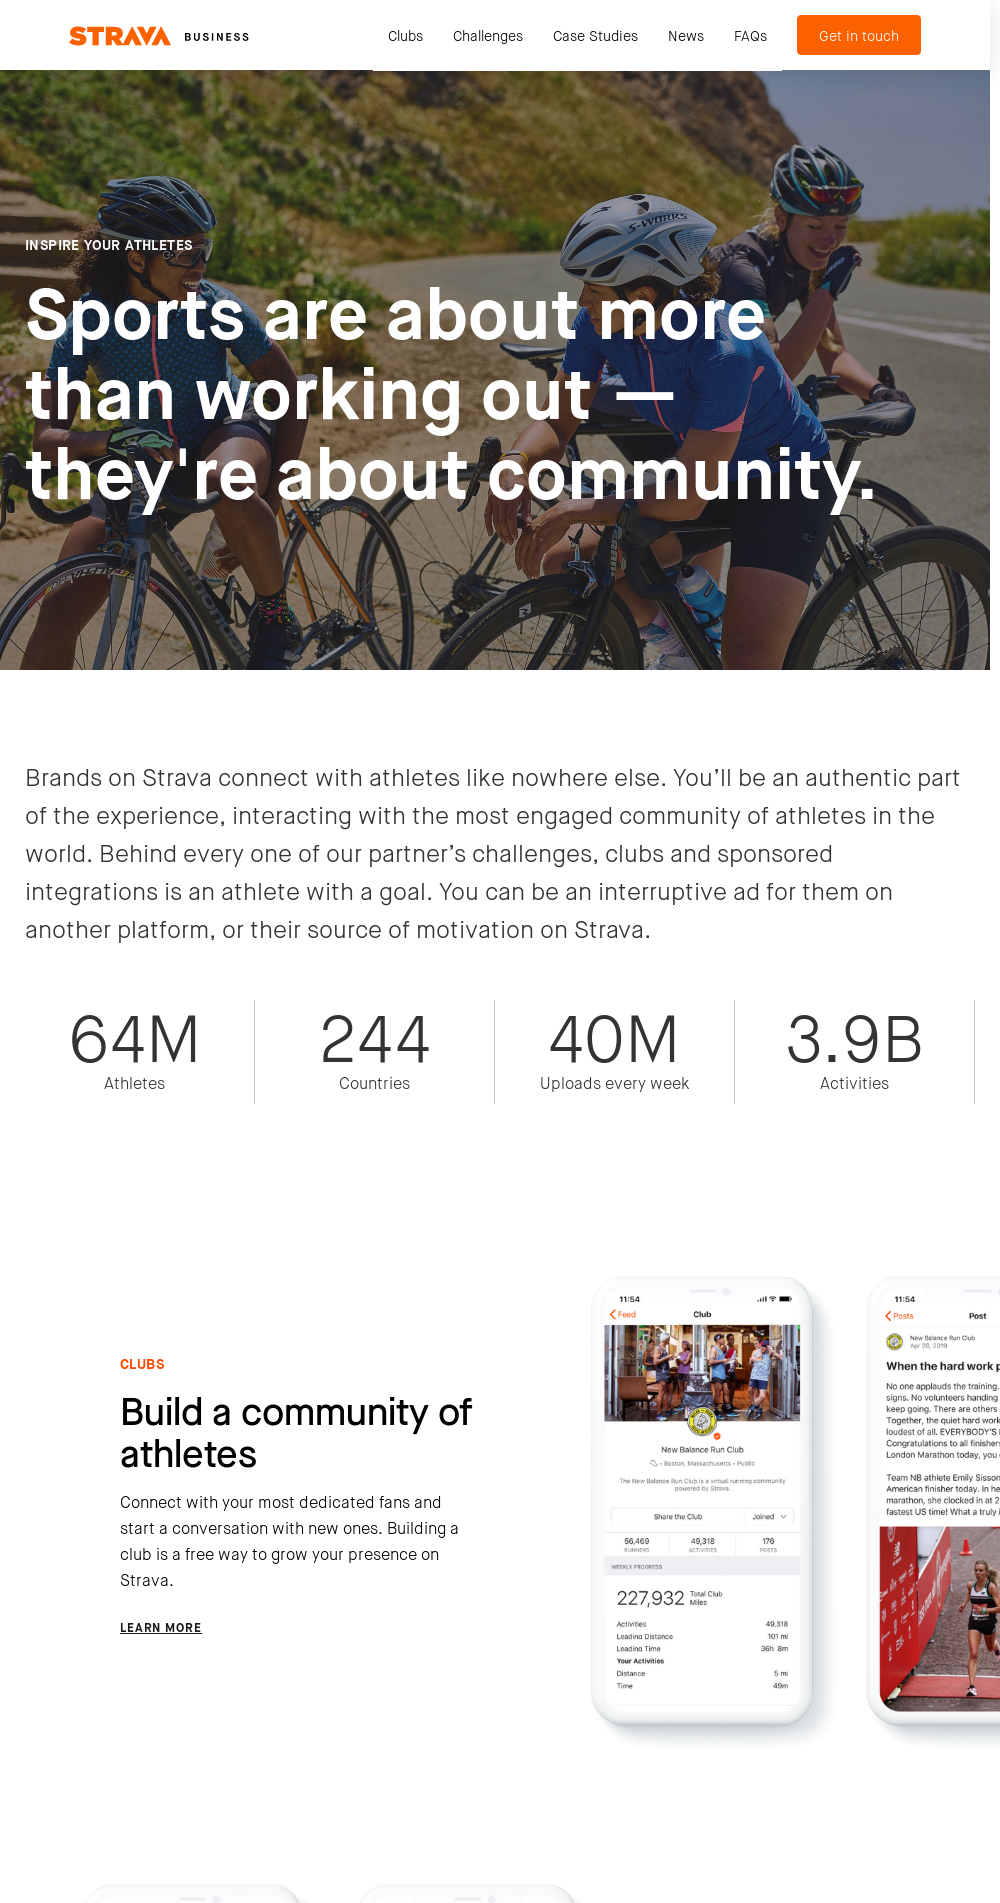 STRAVA BUSINESS
Clubs Challenges Case Studies News FAQs Get in touch
INSPIRE YOUR ATHLETES
S-WORKS
Sports are about more
than working out —
they're about community.
Brands on Strava connect with athletes like nowhere else. You’ll be an authentic part
of the experience, interacting with the most engaged community of athletes in the
world. Behind every one of our partner’s challenges, clubs and sponsored
integrations is an athlete with a goal. You can be an interruptive ad for them on
another platform, or their source of motivation on Strava.
64M 244 40M 3.9B
Athletes Countries Uploads every week Activities
CLUBS
Build a community of
athletes
Connect with your most dedicated fans and
start a conversation with new ones. Building a
club is a free way to grow your presence on
Strava.
LEARN MORE
11:54
Feed Club
New Balance Run Club
• Boston, Massachusetts • Public
The New Balance Run Club is a virtual running community
powered by Strava.
Share the Club Joined
56,469 49,318 176
RUNNERS ACTIVITIES POSTS
WEEKLY PROGRESS
227,932 Total Club
Miles
Activities 49,318
Leading Distance 101 mi
Leading Time 36h 8m
Your Activities
Distance 5 mi
Time 49m
11:54
Posts Post
New Balance Run Club
Apr 28, 2019
When the hard work p
No one applauds the training.
signs. No volunteers handing
keep going. There are others
Together, the quiet hard work
loudest of all. EVERYBODY'S
Congratulations to all finishers
London Marathon today, you
Team NB athlete Emily Sisson
American finisher today. In he
marathon, she clocked in at 2
fastest US time! What a truly i